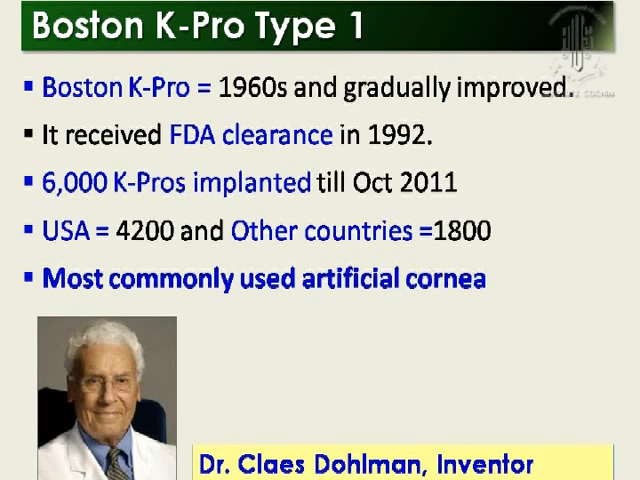 Boston K-Pro Type 1
Boston K-Pro = 1960s and gradually improved.
It received FDA clearance in 1992.
6,000 K-Pros implanted till Oct 2011
USA = 4200 and Other countries =1800
Most commonly used artificial cornea
Dr. Claes Dohlman, Inventor